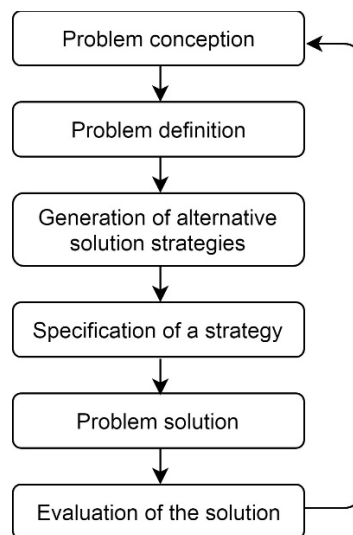 Problem conception
Problem definition
Generation of alternative
solution strategies
Specification of a strategy
Problem solution
Evaluation of the solution